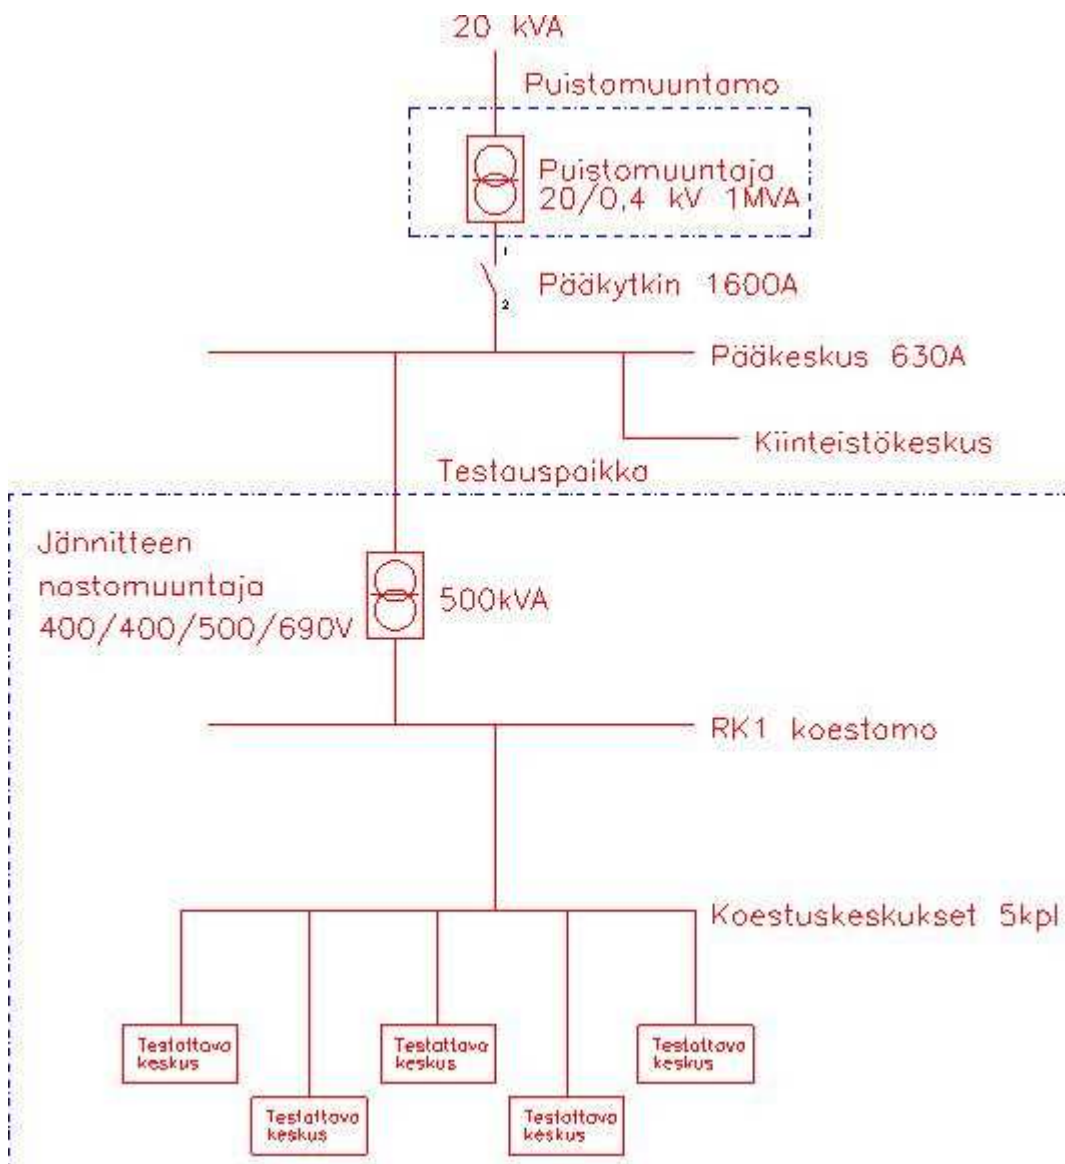 20 kVA
Puistomuuntamo
Puistomuuntaja
20/0,4 kV 1MVA
1
Pääkytkin 1600A
2
Pääkeskus 630A
Kiinteistökeskus
Testauspaikka
Jännitteen
nostomuuntaja
400/400/500/690V
500kVA
RK1 koestamo
Koestuskeskukset 5kpl
Testattava
keskus
Testattava
keskus
Testattava
keskus
Testattava
keskus
Testattava
keskus